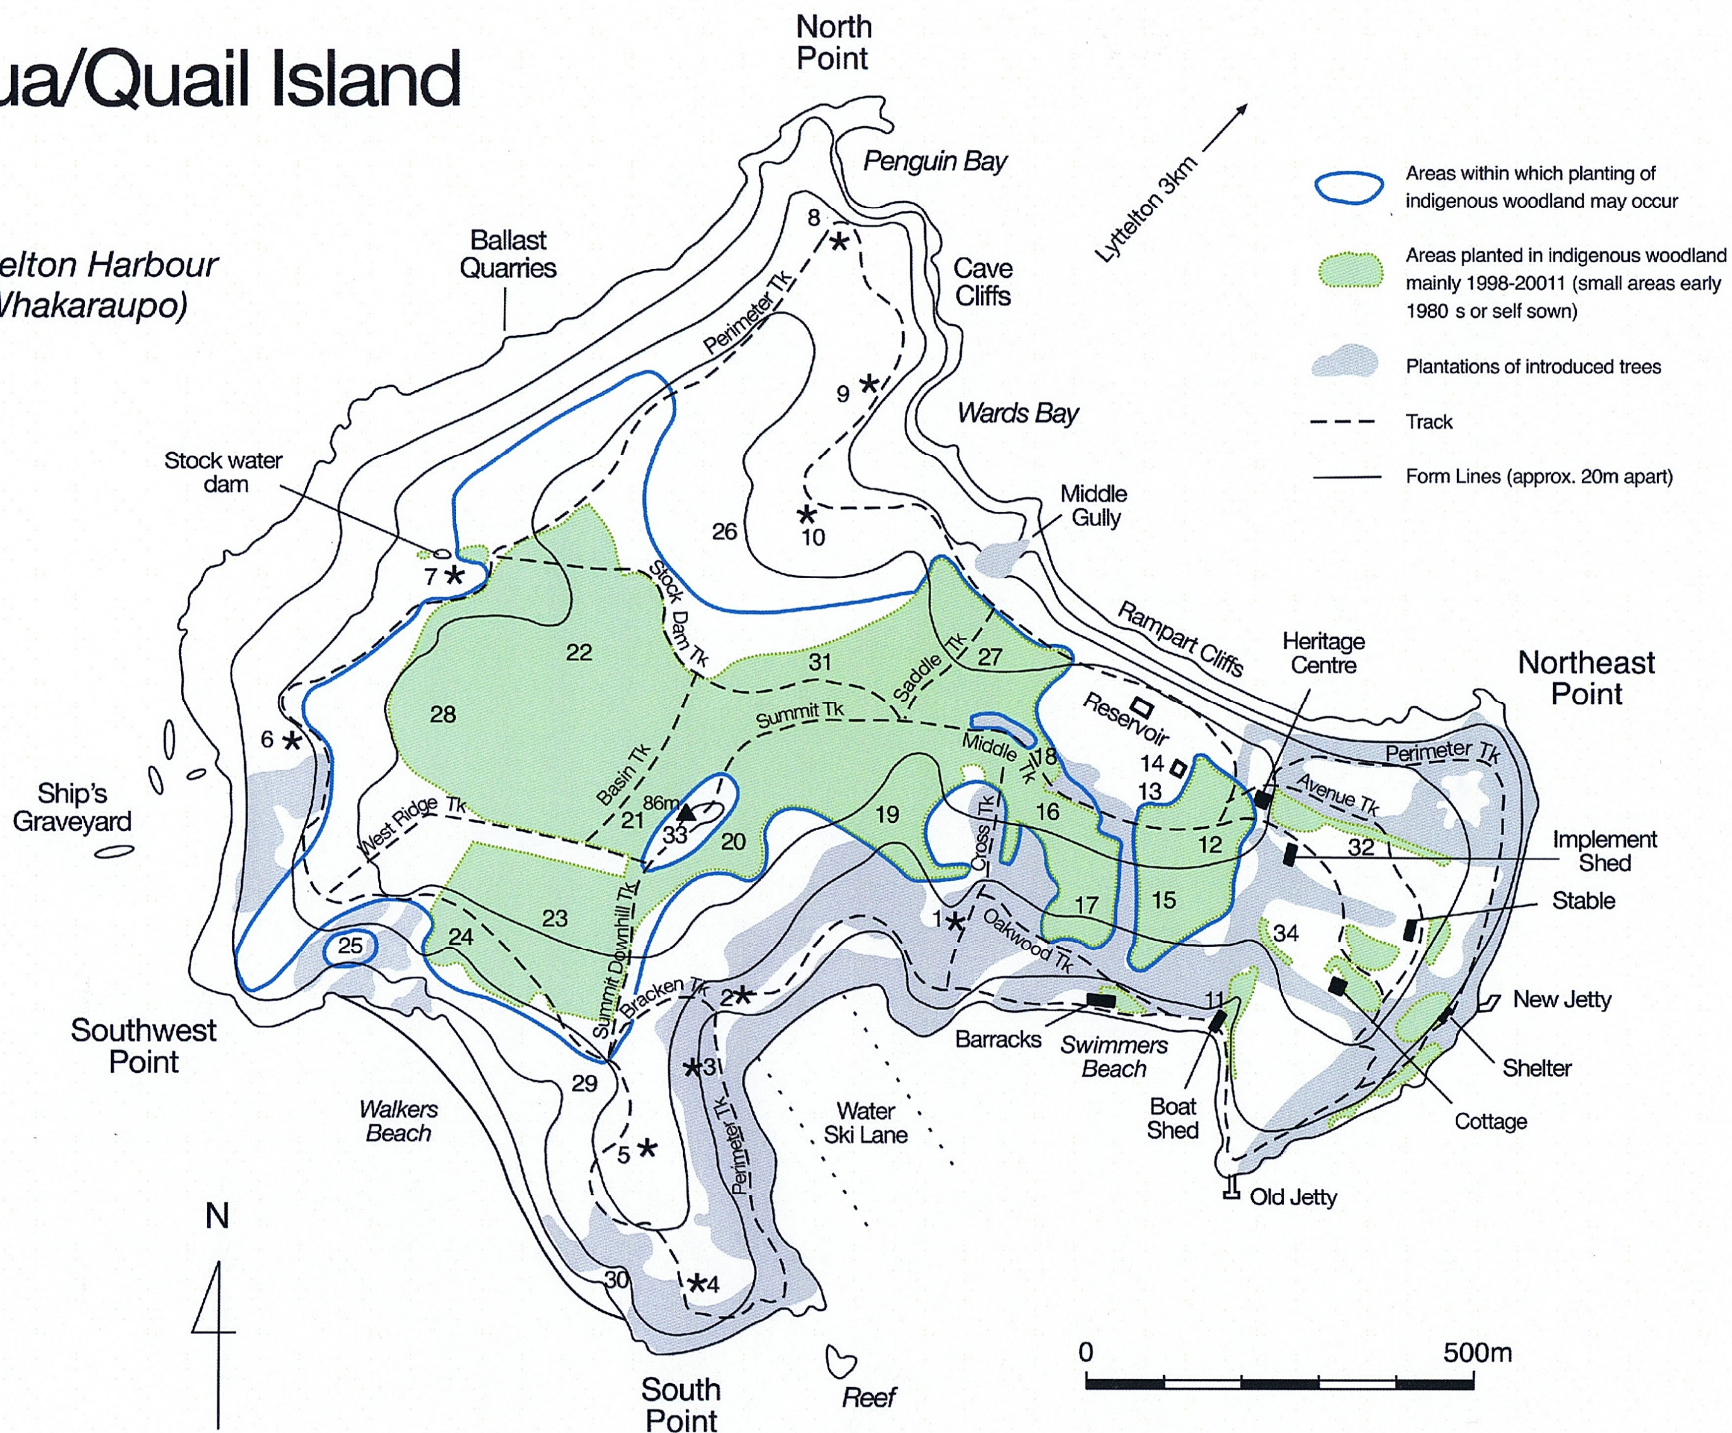 ua/Quail Island
North
Point
elton Harbour
Whakaraupo)
Penguin Bay
Ballast
Quarries
Cave
Cliffs
Lyttelton 3km
Areas within which planting of
indigenous woodland may occur
Areas planted in indigenous woodland
mainly 1998-20011 (small areas early
1980 s or self sown)
Plantations of introduced trees
Track
Form Lines (approx. 20m apart)
8
Perimeter Tk
9
Wards Bay
Stock water
dam
Middle
Gully
26
10
7
Stock Dam Tk
Rampart Cliffs
Heritage
Centre
Northeast
Point
22
31
Saddle Tk
27
28
Summit Tk
Reservoir
6
Middle Tk
18
14
Perimeter Tk
Basin Tk
13
Avenue Tk
Ship's
Graveyard
West Ridge Tk
86m
21
33
20
19
Cross Tk
16
12
32
Implement
Shed
23
17
15
Stable
24
25
1
Oakwood Tk
34
Summit Downhill Tk
Bracken Tk
2
11
New Jetty
Southwest
Point
Barracks
Swimmers
Beach
3
Shelter
29
Walkers
Beach
Water
Ski Lane
Boat
Shed
Cottage
5
Perimeter Tk
Old Jetty
N
30
4
0
500m
South
Point
Reef